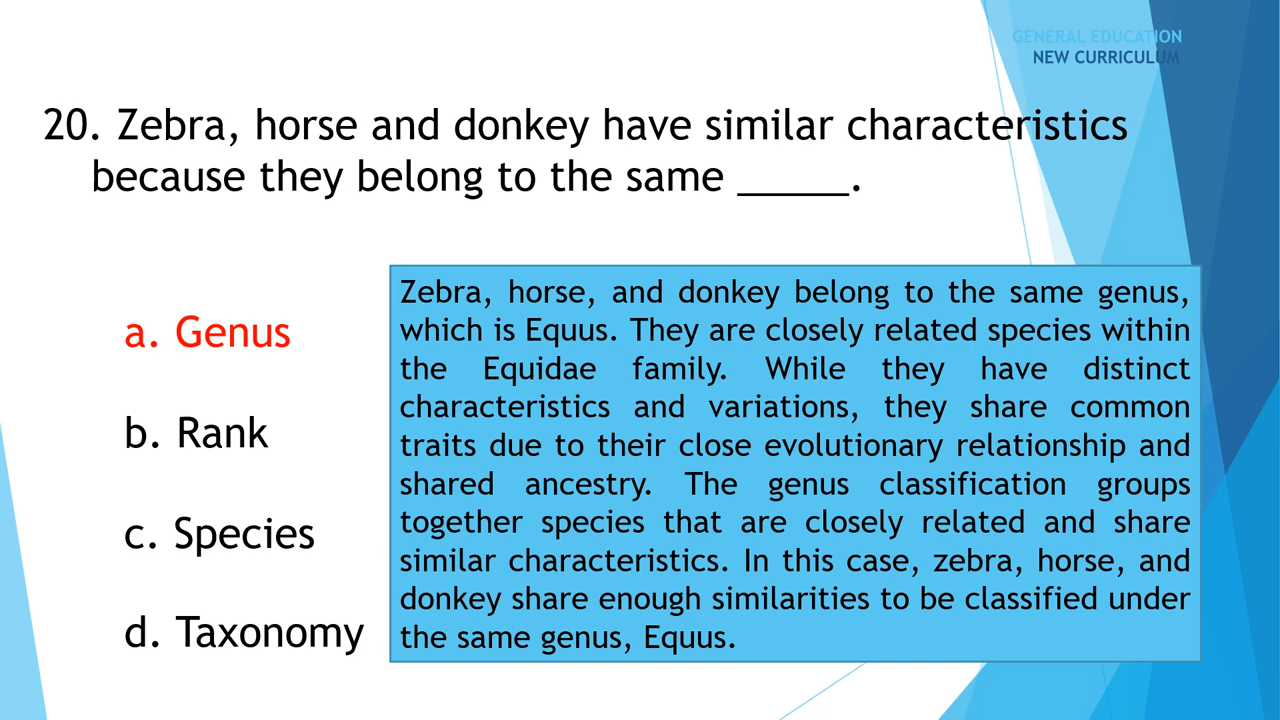 GENERAL EDUCATION
NEW CURRICULUM
20. Zebra, horse and donkey have similar characteristics
because they belong to the same _____.
a. Genus
b. Rank
c. Species
d. Taxonomy
Zebra, horse, and donkey belong to the same genus,
which is Equus. They are closely related species within
the Equidae family. While they have distinct
characteristics and variations, they share common
traits due to their close evolutionary relationship and
shared ancestry. The genus classification groups
together species that are closely related and share
similar characteristics. In this case, zebra, horse, and
donkey share enough similarities to be classified under
the same genus, Equus.